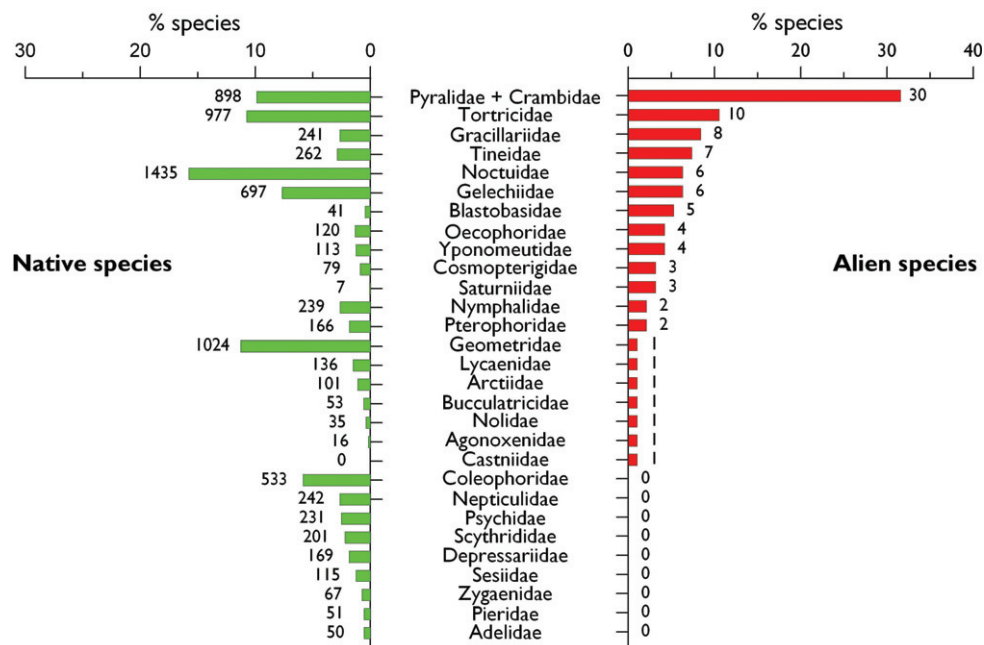 % species % species
30 20 10 0 0 10 20 30 40
898 Pyralidae + Crambidae 30
977 Tortricidae 10
241 Gracillariidae 8
262 Tineidae 7
1435 Noctuidae 6
697 Gelechiidae 6
41 Blastobasidae 5
120 Oecophoridae 4
113 Yponomeutidae 4
Native species Alien species
79 Cosmopterigidae 3
7 Saturniidae 3
239 Nymphalidae 2
166 Pterophoridae 2
1024 Geometridae 1
136 Lycaenidae 1
101 Arctiidae 1
53 Bucculatricidae 1
35 Nolidae 1
16 Agonoxenidae 1
0 Castniidae 1
533 Coleophoridae 0
242 Nepticulidae 0
231 Psychidae 0
201 Scythrididae 0
169 Depressariidae 0
115 Sesiidae 0
67 Zygaenidae 0
51 Pieridae 0
50 Adelidae 0